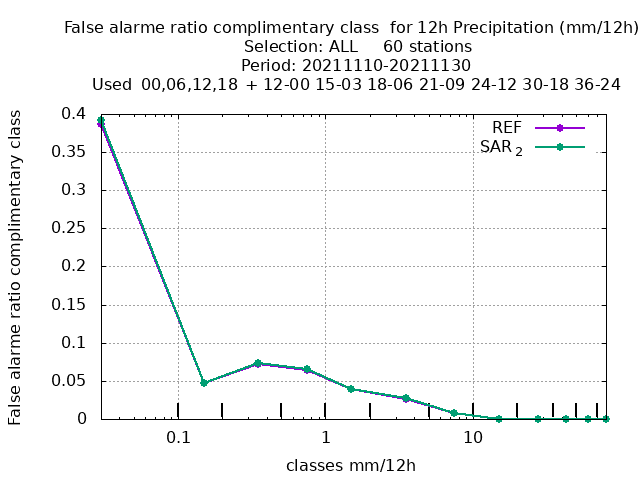 False alarme ratio complimentary class  for 12h Precipitation (mm/12h)
Selection: ALL     60 stations
Period: 20211110-20211130
Used  00,06,12,18  + 12-00 15-03 18-06 21-09 24-12 30-18 36-24
False alarme ratio complimentary class
0.4
0.35
0.3
0.25
0.2
0.15
0.1
0.05
0
REF
SAR 2
0.1
1
10
classes mm/12h